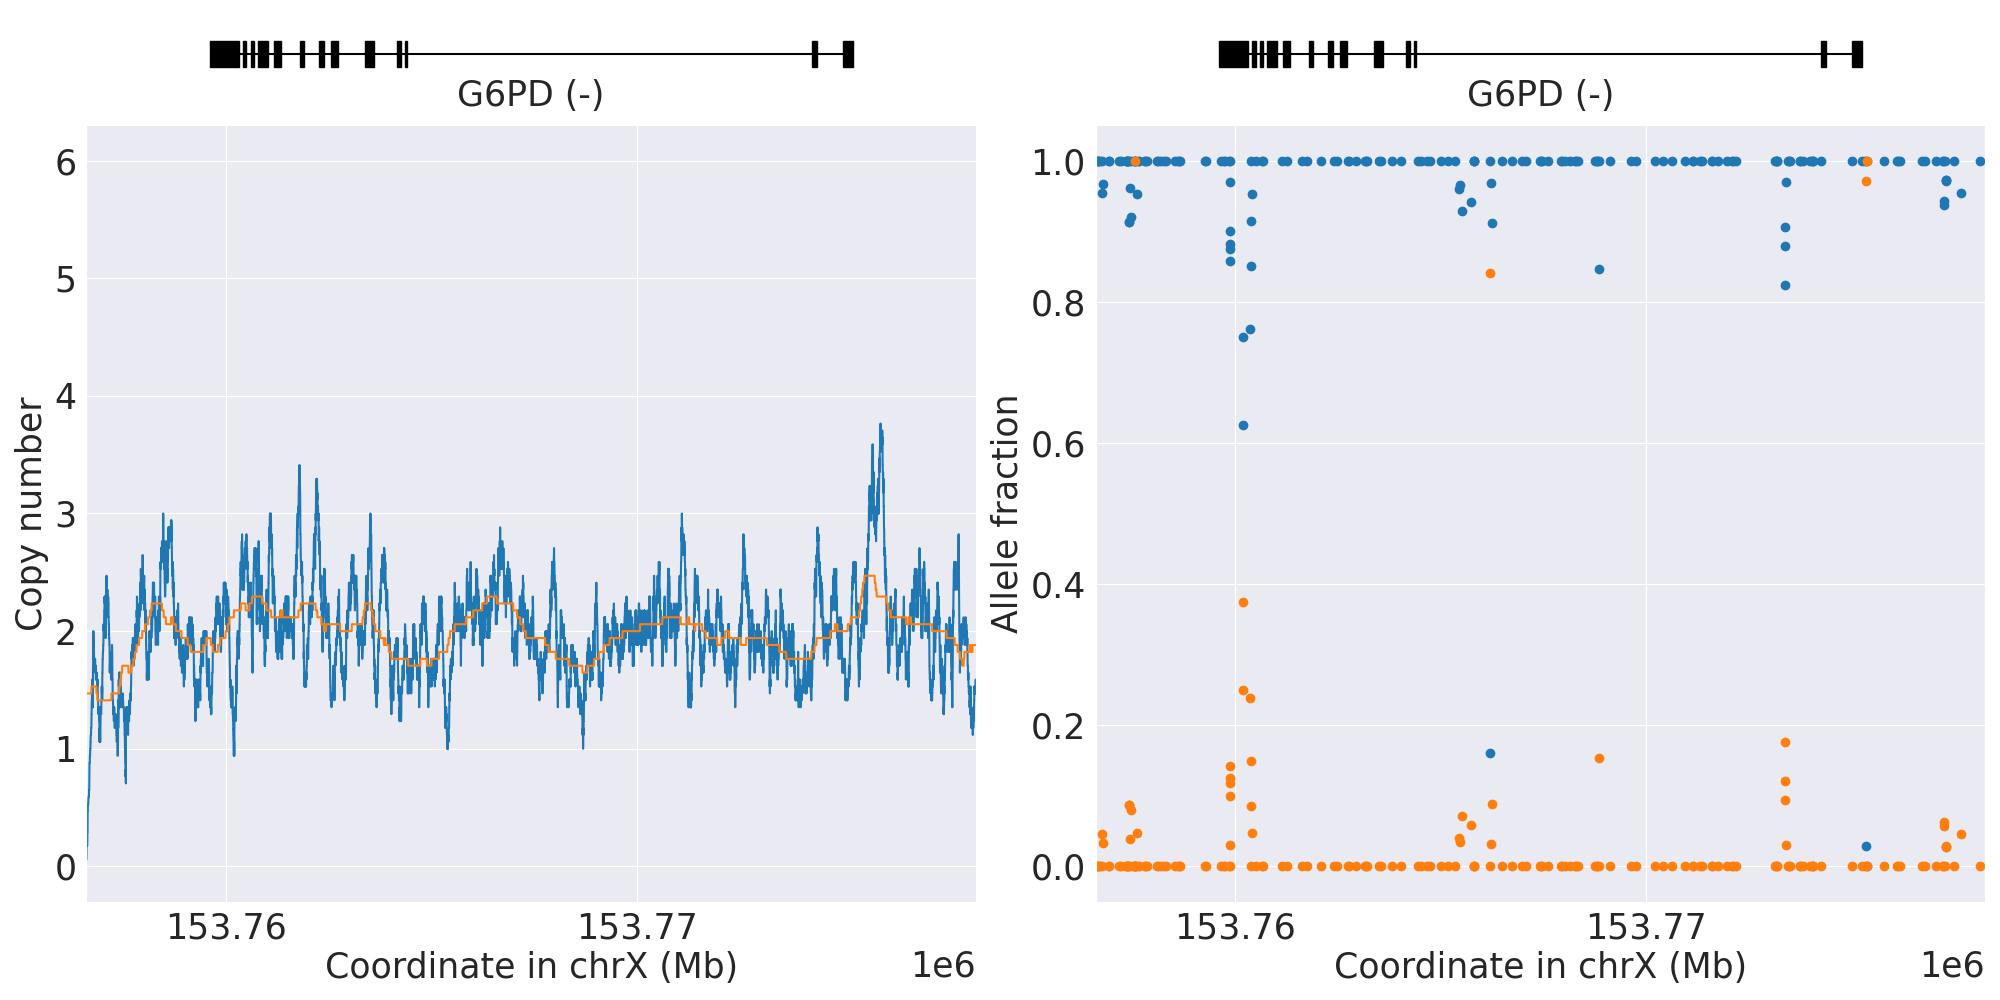 G6PD (-)
6
5
4
3
2
1
0
Copy number
153.76
153.77
Coordinate in chrX (Mb)
1e6
G6PD (-)
1.0
0.8
0.6
0.4
0.2
0.0
Allele fraction
153.76
153.77
Coordinate in chrX (Mb)
1e6